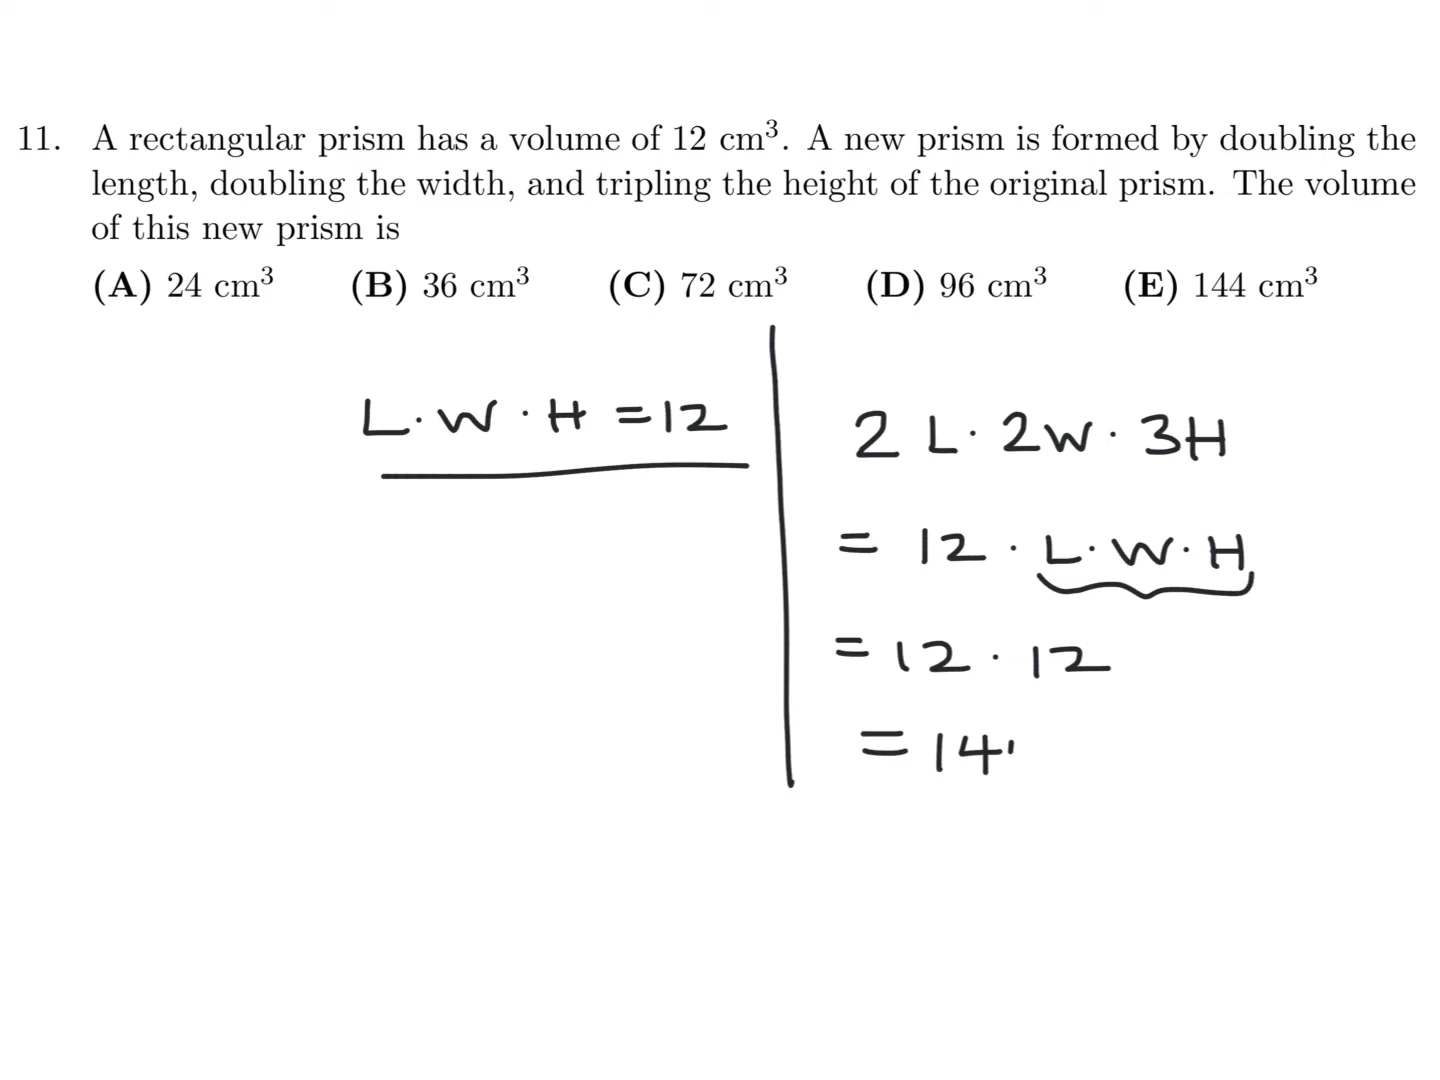 11. A rectangular prism has a volume of 12 cm³. A new prism is formed by doubling the
length, doubling the width, and tripling the height of the original prism. The volume
of this new prism is
(A) 24 cm³ (B) 36 cm³ (C) 72 cm³ (D) 96 cm³ (E) 144 cm³
L · W · H = 12
2 L · 2W · 3H
= 12 · L · W · H
= 12 · 12
= 14